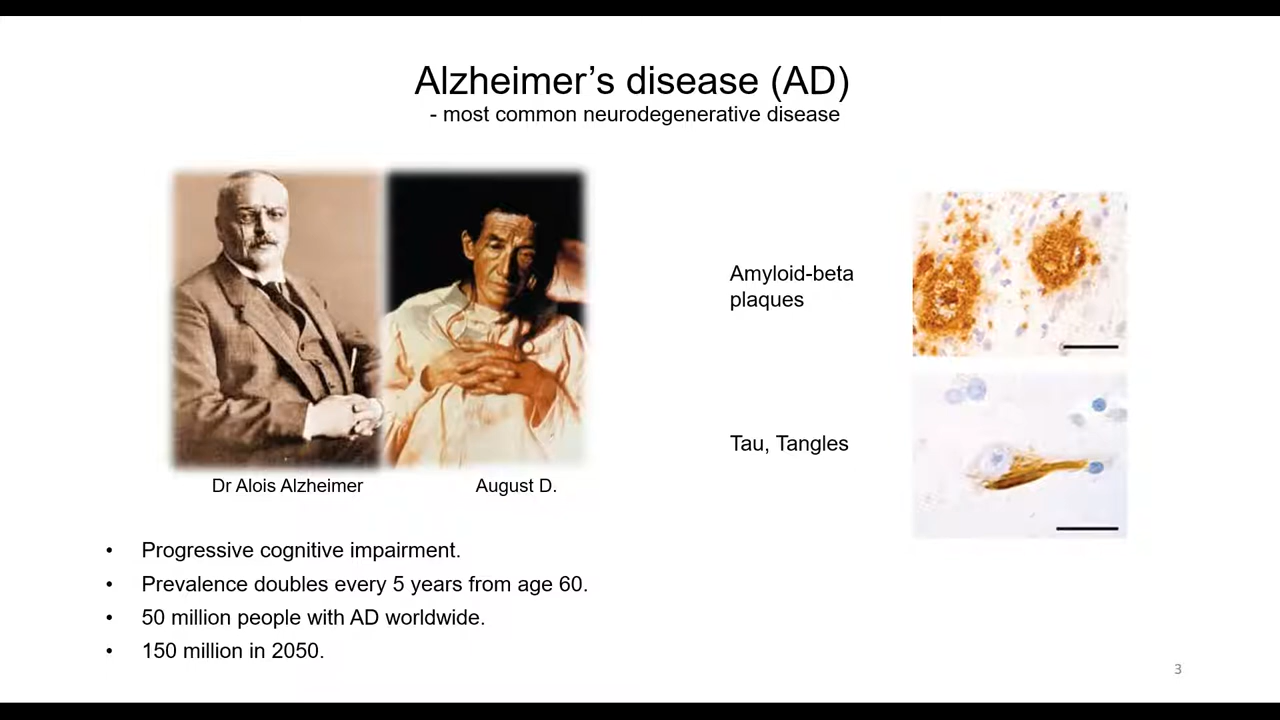 Alzheimer’s disease (AD)
- most common neurodegenerative disease
Amyloid-beta
plaques
Tau, Tangles
Dr Alois Alzheimer
August D.
• Progressive cognitive impairment.
• Prevalence doubles every 5 years from age 60.
• 50 million people with AD worldwide.
• 150 million in 2050.
3